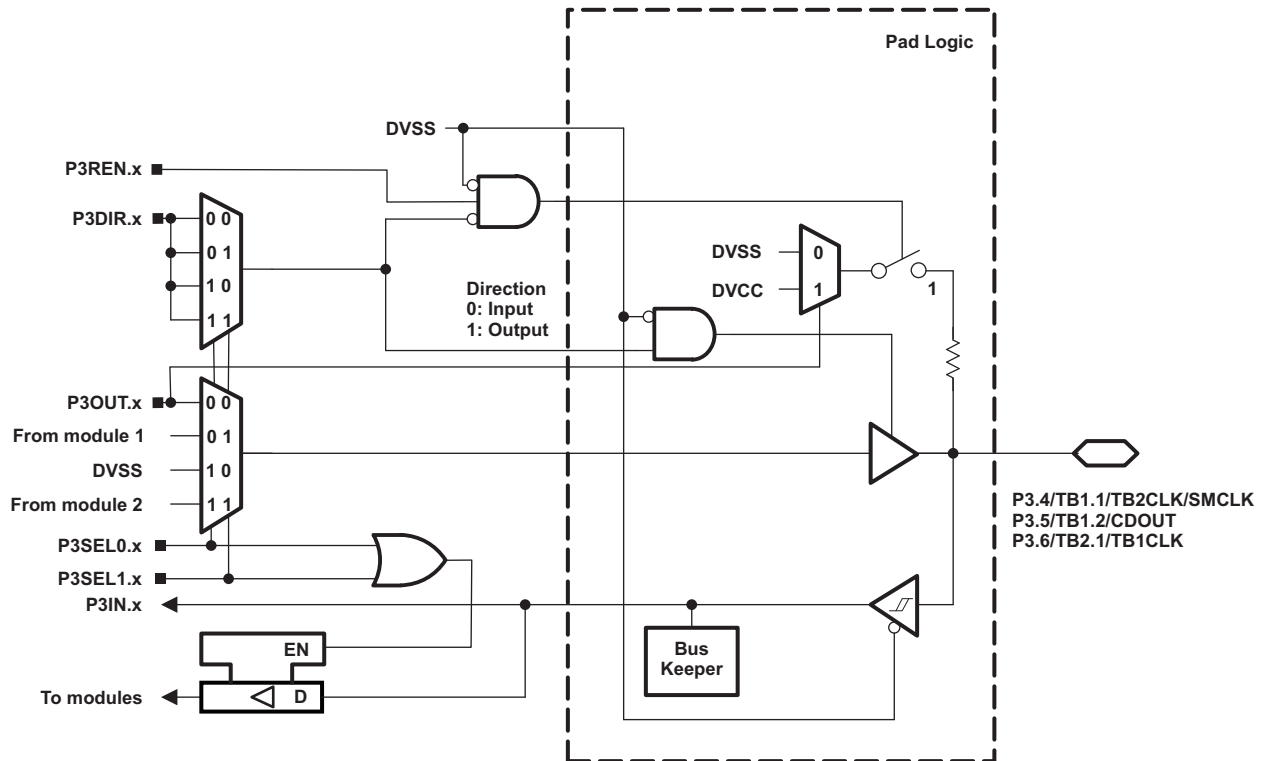 Pad Logic
DVSS
P3REN.x
P3DIR.x
0 0
0 1
1 0
1 1
Direction
0: Input
1: Output
DVSS
0
DVCC
1
1
P3OUT.x
0 0
From module 1
0 1
DVSS
1 0
From module 2
1 1
P3.4/TB1.1/TB2CLK/SMCLK
P3.5/TB1.2/CDOUT
P3.6/TB2.1/TB1CLK
P3SEL0.x
P3SEL1.x
P3IN.x
EN
Bus
Keeper
To modules
D